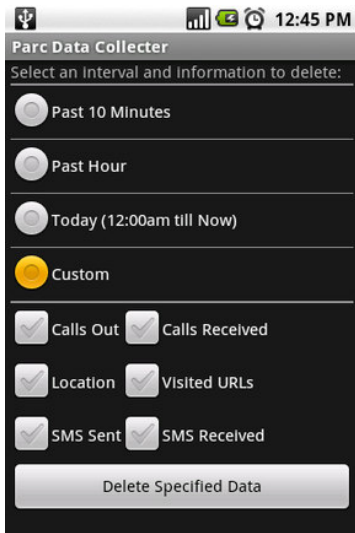 12:45 PM
Parc Data Collecter
Select an interval and information to delete:
Past 10 Minutes
Past Hour
Today (12:00am till Now)
Custom
Calls Out Calls Received
Location Visited URLs
SMS Sent SMS Received
Delete Specified Data